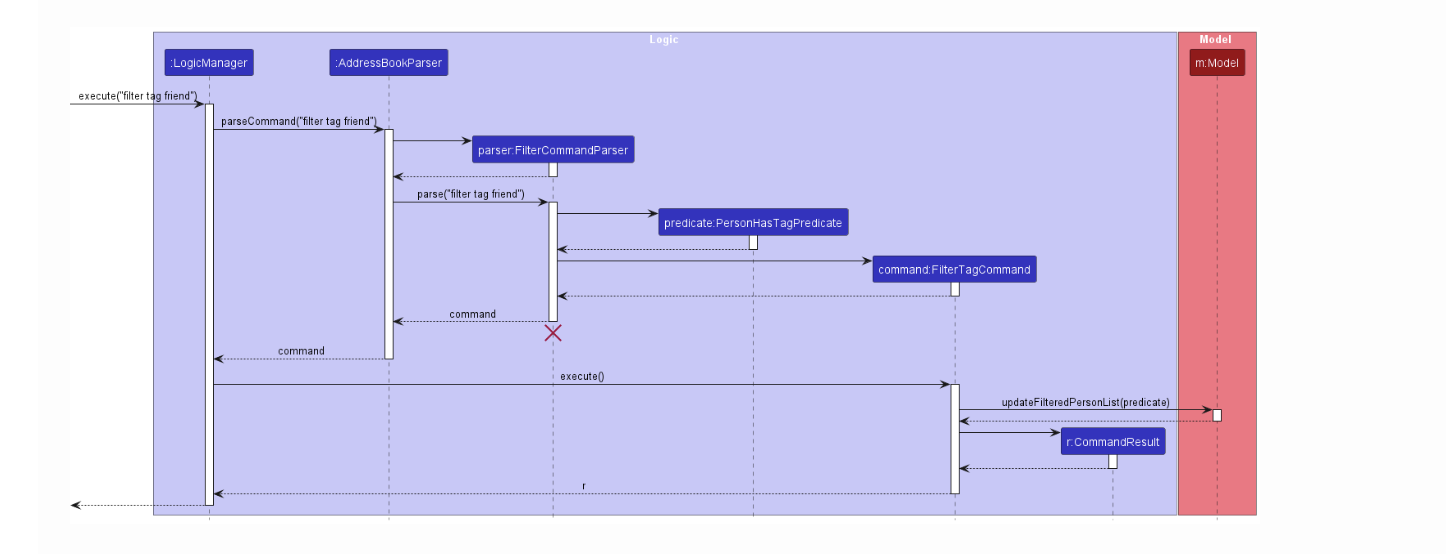 Logic
Model
:LogicManager
:AddressBookParser
m:Model
execute("filter tag friend")
parseCommand("filter tag friend")
parser:FilterCommandParser
parse("filter tag friend")
predicate:PersonHasTagPredicate
command:FilterTagCommand
command
command
execute()
updateFilteredPersonList(predicate)
r:CommandResult
r